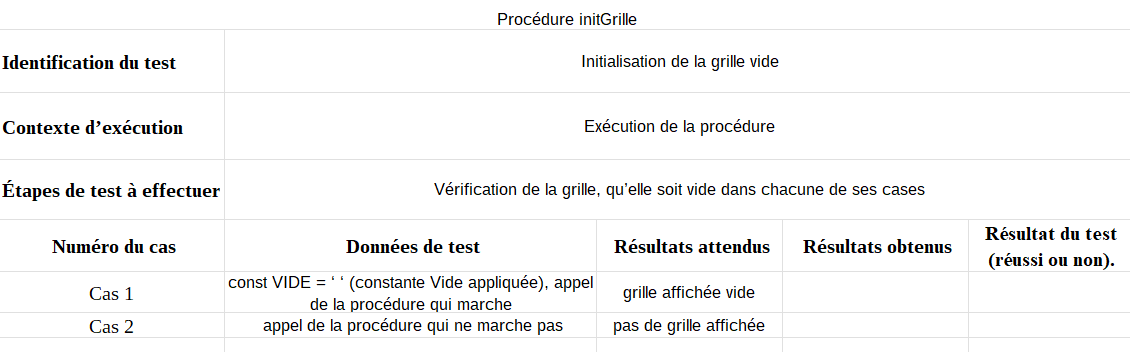 Procédure initGrille
Identification du test
Initialisation de la grille vide
Contexte d’exécution
Exécution de la procédure
Étapes de test à effectuer
Vérification de la grille, qu’elle soit vide dans chacune de ses cases
Numéro du cas
Données de test
Résultats attendus
Résultats obtenus
Résultat du test
(réussi ou non).
Cas 1
const VIDE = ‘ ‘ (constante Vide appliquée), appel
de la procédure qui marche
grille affichée vide
Cas 2
appel de la procédure qui ne marche pas
pas de grille affichée